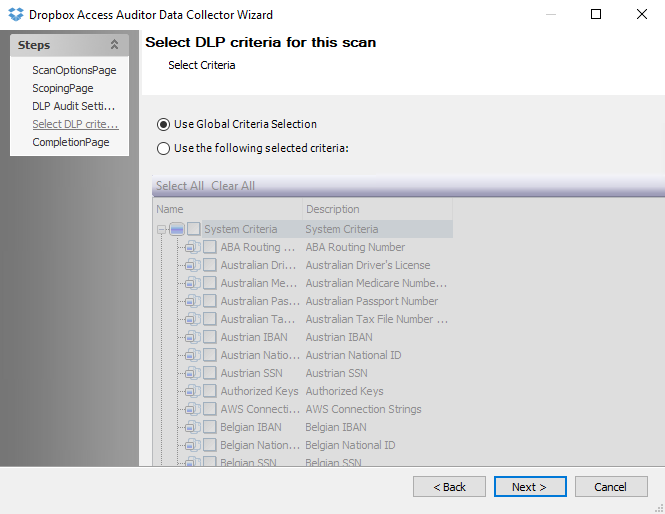 Dropbox Access Auditor Data Collector Wizard
Steps
ScanOptionsPage
ScopingPage
DLP Audit Setti...
Select DLP crite...
CompletionPage
Select DLP criteria for this scan
Select Criteria
Use Global Criteria Selection
Use the following selected criteria:
Select All Clear All
Name Description
System Criteria System Criteria
ABA Routing ... ABA Routing Number
Australian Dri... Australian Driver's License
Australian Me... Australian Medicare Numbe...
Australian Pas... Australian Passport Number
Australian Ta... Australian Tax File Number ...
Austrian IBAN Austrian IBAN
Austrian Natio... Austrian National ID
Austrian SSN Austrian SSN
Authorized Keys Authorized Keys
AWS Connecti... AWS Connection Strings
Belgian IBAN Belgian IBAN
Belgian Nation... Belgian National ID
Belgian SSN Belgian SSN
< Back Next > Cancel